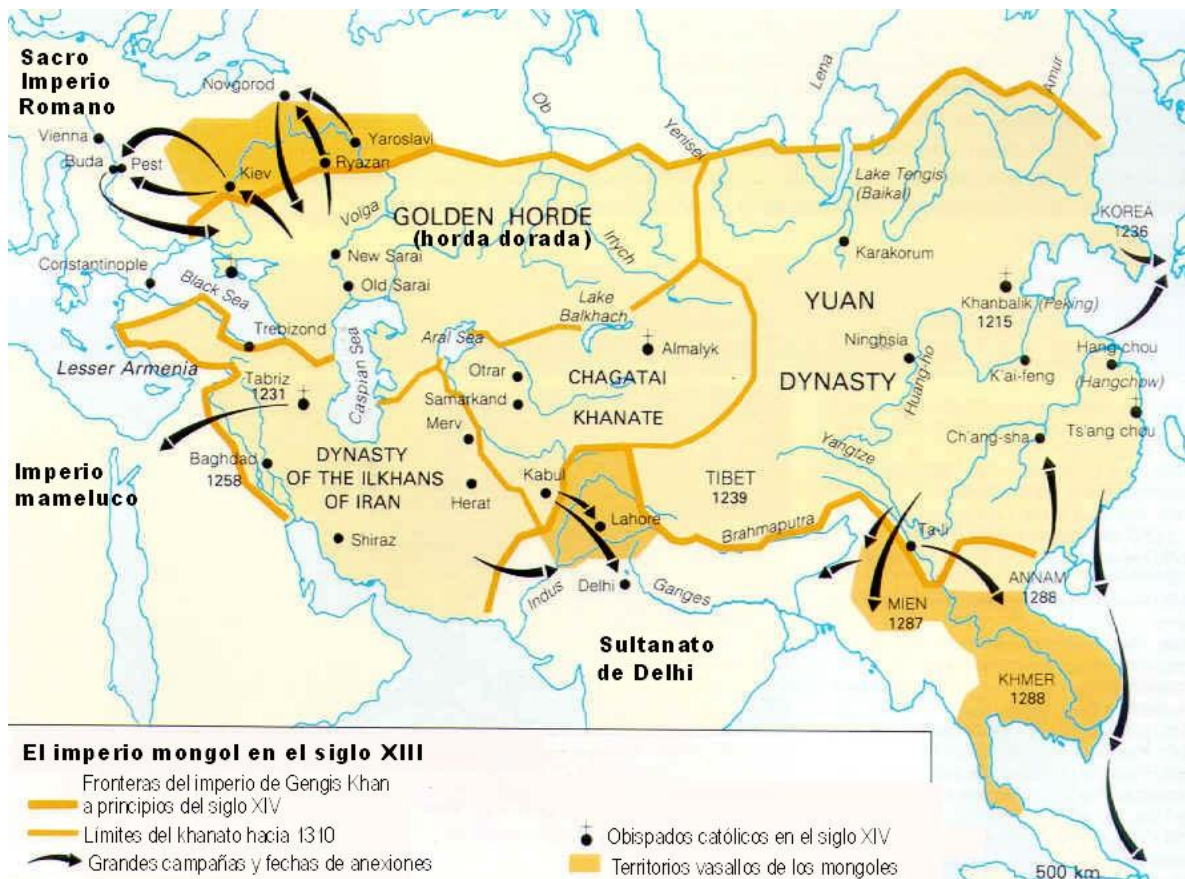 Sacro
Imperio
Romano
Novgorod
Vienna
Buda
Pest
Yaroslavi
Ryazan
Kiev
Volga
Ob
Yenisei
Lena
Amur
Lake Tengis
(Baikal)
GOLDEN HORDE
(horda dorada)
Irtych
KOREA
1236
Karakorum
Constantinople
Black Sea
New Sarai
Old Sarai
Lake
Balkhach
YUAN
Khanbalik (Peking)
1215
Trebizond
Aral Sea
Caspian Sea
Almalyk
Ninghsia
Hang-chou
(Hangchow)
Lesser Armenia
Tabriz
1231
Otrar
CHAGATAI
DYNASTY
Huang-ho
K'ai-feng
Samarkand
KHANATE
Ts'ang chou
Merv
Ch'ang-sha
Imperio
mameluco
Baghdad
1258
DYNASTY
OF THE ILKHANS
OF IRAN
Kabul
Herat
TIBET
1239
Yangtze
Lahore
Brahmaputra
Ta-li
Shiraz
Indus
Delhi
Ganges
MIEN
1287
ANNAM
1288
Sultanato
de Delhi
KHMER
1288
El imperio mongol en el siglo XIII
Fronteras del imperio de Gengis Khan
a principios del siglo XIV
Límites del khanato hacia 1310
Grandes campañas y fechas de anexiones
Obispados católicos en el siglo XIV
Territorios vasallos de los mongoles
500 km